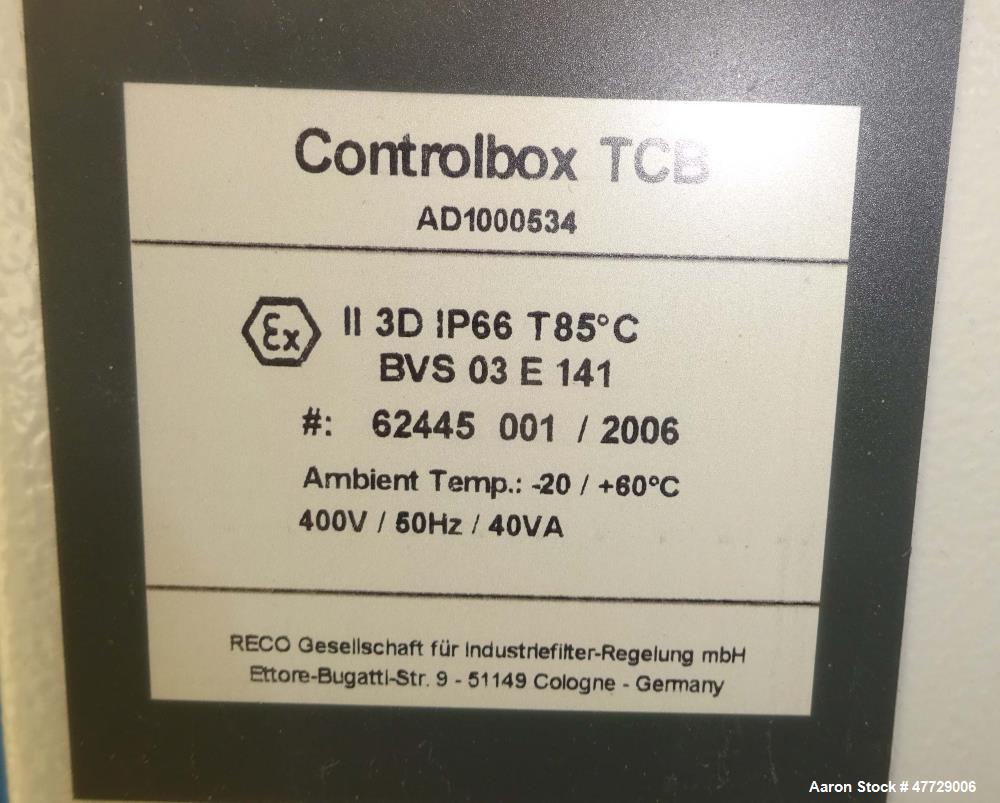 Controlbox TCB
AD1000534
Ex II 3D IP66 T85°C
BVS 03 E 141
#: 62445 001 / 2006
Ambient Temp.: -20 / +60°C
400V / 50Hz / 40VA
RECO Gesellschaft für Industriefilter-Regelung mbH
Ettore-Bugatti-Str. 9 - 51149 Cologne - Germany
Aaron Stock # 47729006